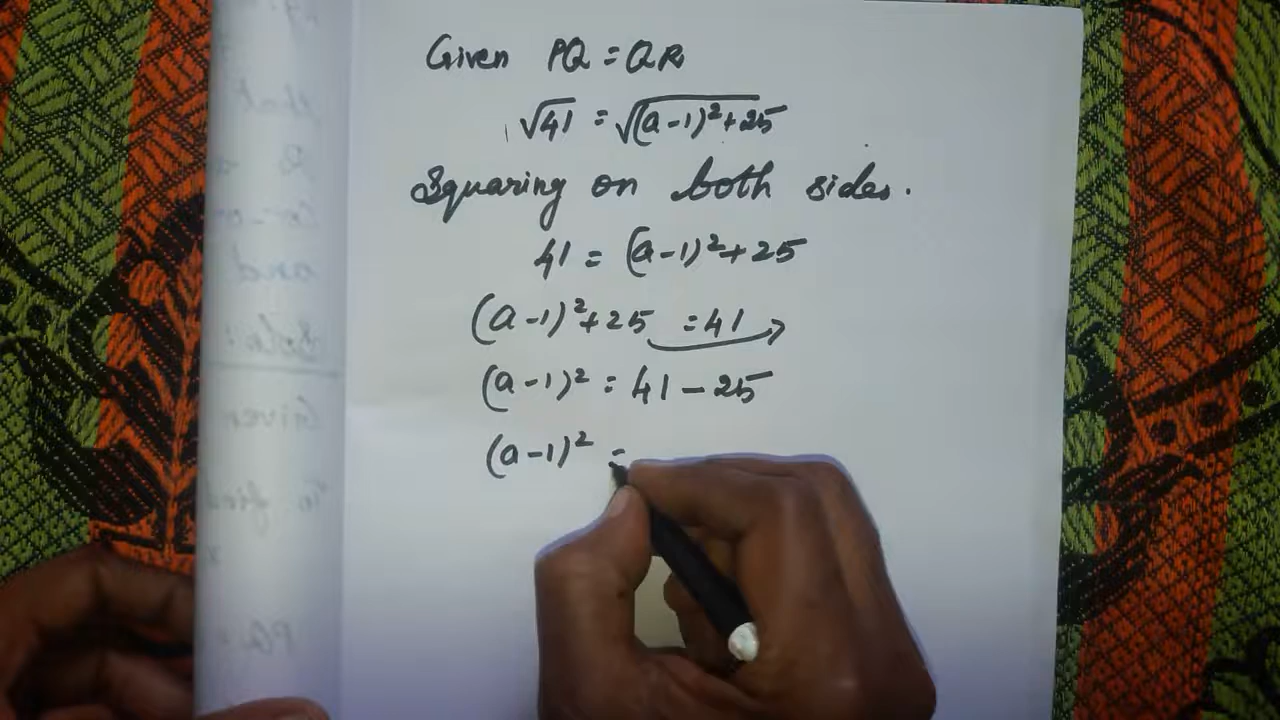 Given PQ = QR
√41 = √(a-1)²+25
Squaring on both sides.
41 = (a-1)²+25
(a-1)²+25 = 41
(a-1)² = 41-25
(a-1)² =